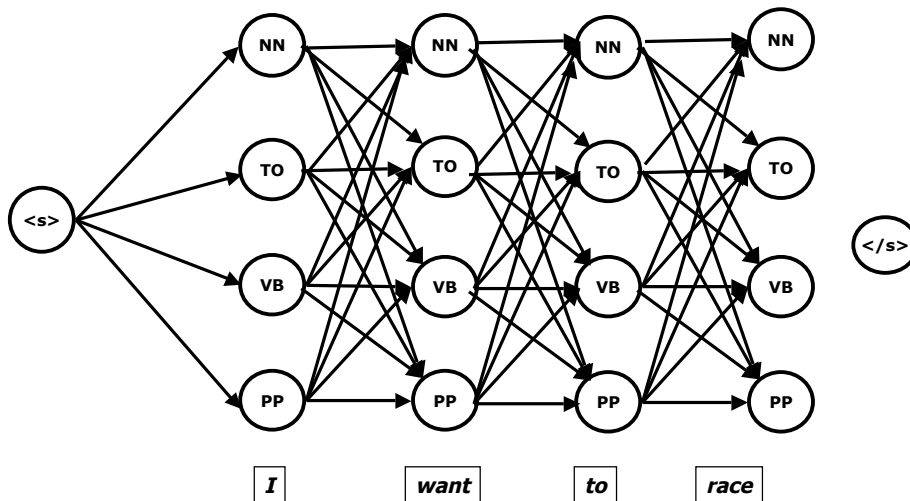 NN NN NN NN
TO TO TO TO
<s> </s>
VB VB VB VB
PP PP PP PP
I want to race